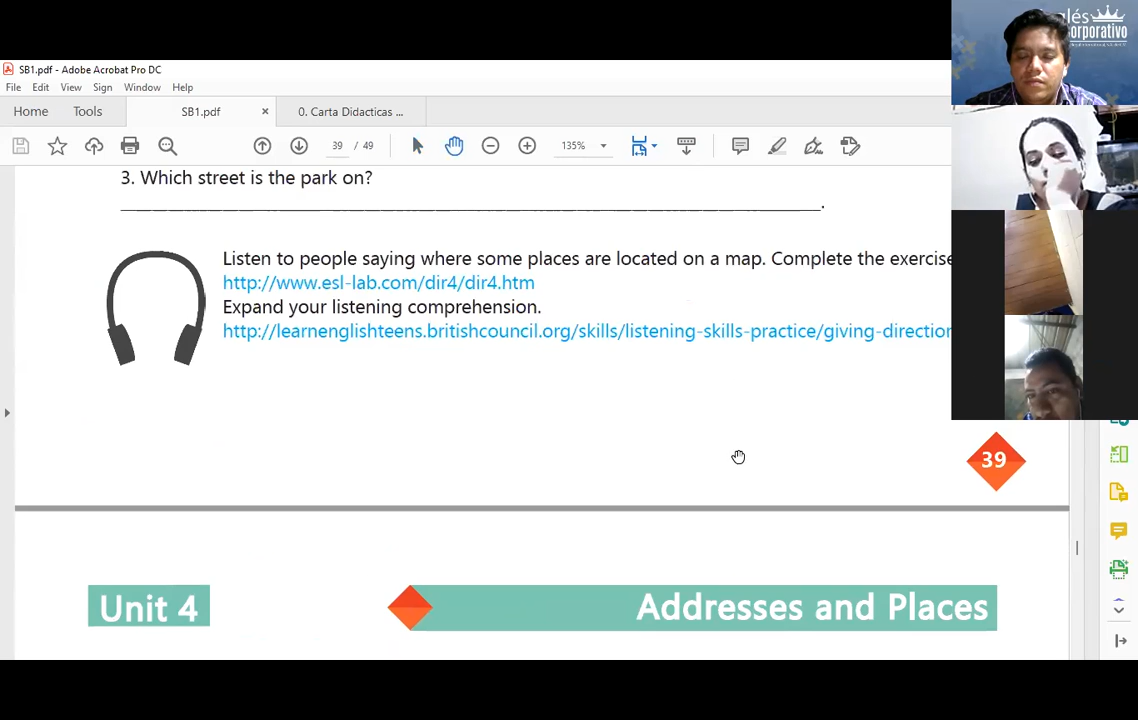 SB1.pdf - Adobe Acrobat Pro DC
File Edit View Sign Window Help
Home Tools SB1.pdf × 0. Carta Didacticas ...
39 / 49 135%
3. Which street is the park on?
Listen to people saying where some places are located on a map. Complete the exercise
http://www.esl-lab.com/dir4/dir4.htm
Expand your listening comprehension.
http://learnenglishteens.britishcouncil.org/skills/listening-skills-practice/giving-direction
39
Unit 4
Addresses and Places
glés
orporativo